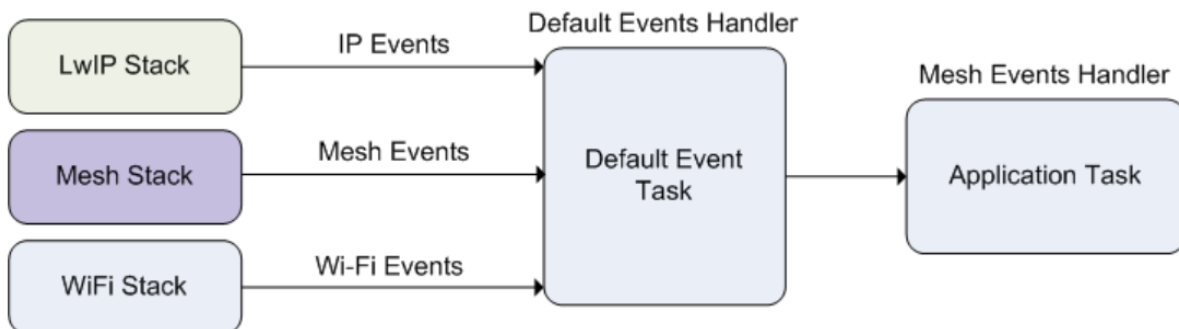 Default Events Handler
LwIP Stack
IP Events
Mesh Events Handler
Mesh Stack
Mesh Events
Default Event
Task
Application Task
WiFi Stack
Wi-Fi Events